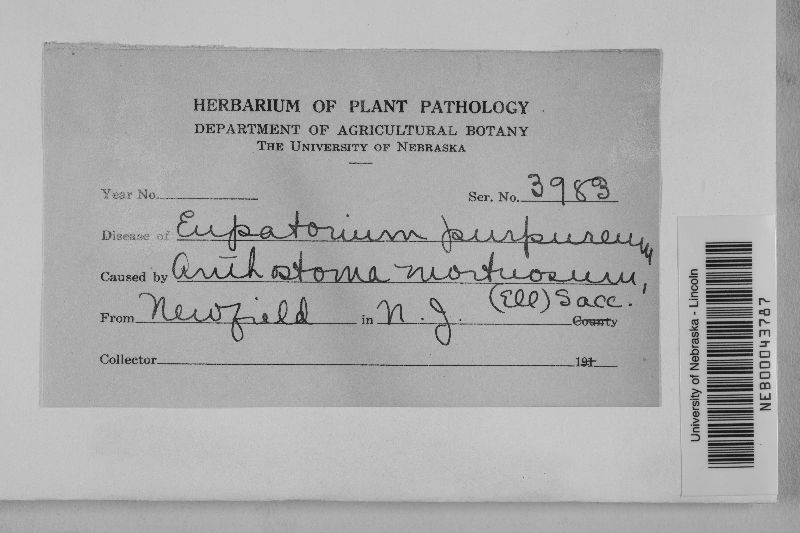 HERBARIUM OF PLANT PATHOLOGY
DEPARTMENT OF AGRICULTURAL BOTANY
THE UNIVERSITY OF NEBRASKA
Year No.
Ser. No. 3983
Disease of Eupatorium purpureum
Caused by Anthostoma mortuosum,
(Ell) Sacc.
From Newfield in N. J. County
Collector 191
University of Nebraska - Lincoln
NEB00043787